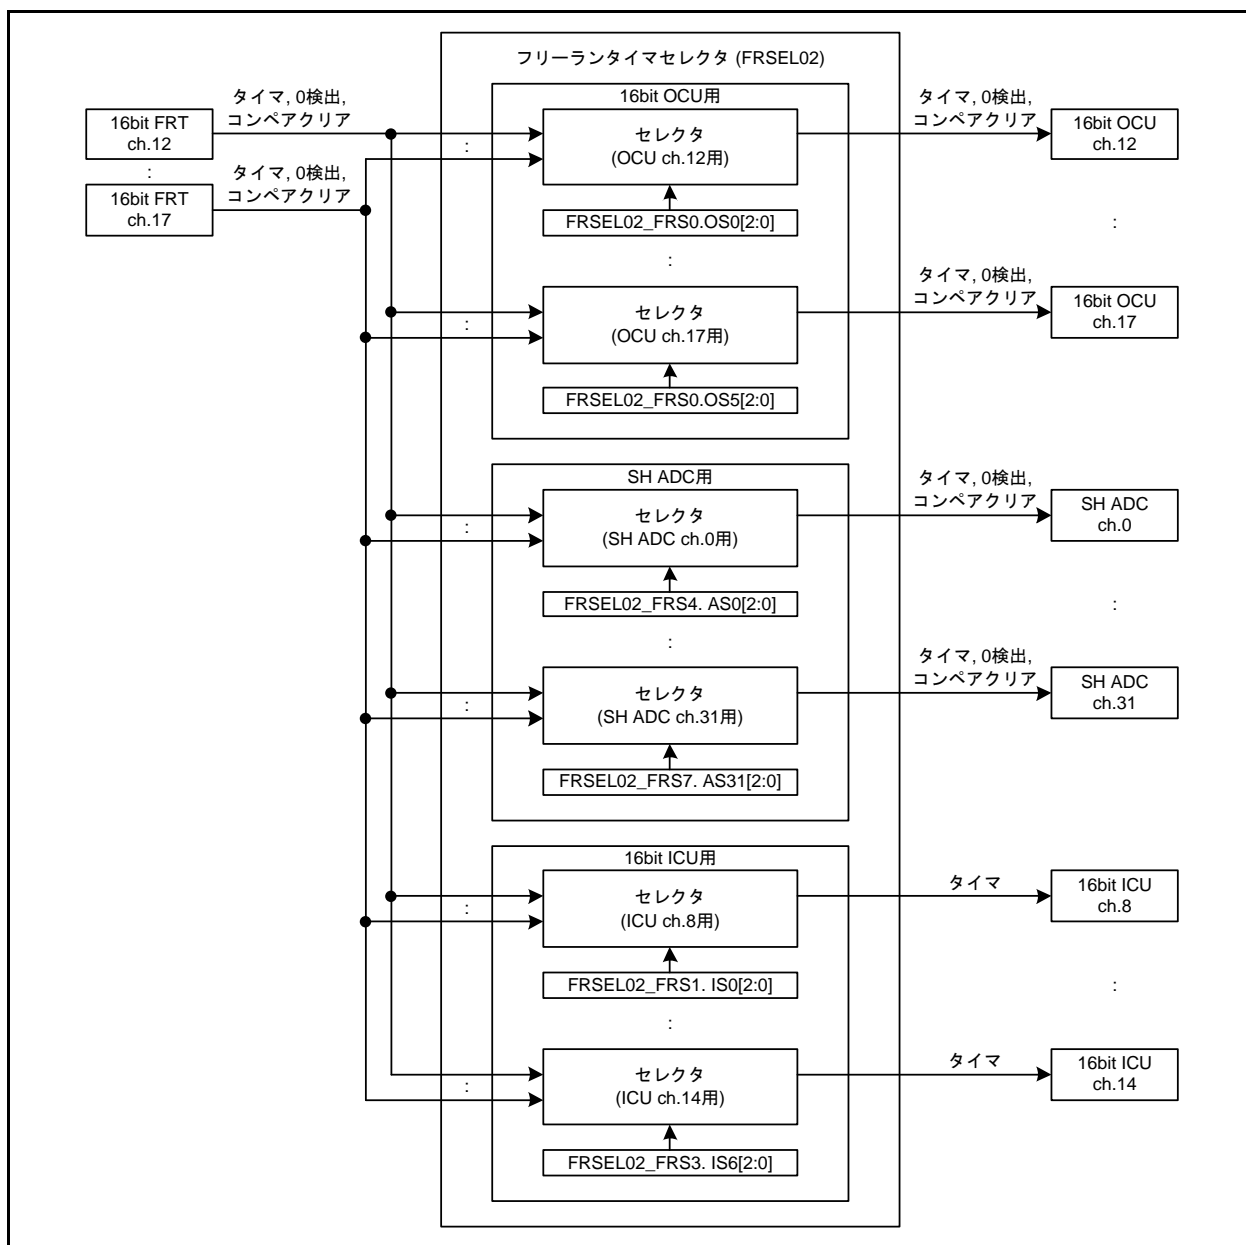 フリーランタイマセレクタ (FRSEL02)
16bit OCU用
タイマ, 0検出,
コンペアクリア
16bit FRT
ch.12
:
タイマ, 0検出,
コンペアクリア
16bit FRT
ch.17
:
セレクタ
(OCU ch.12用)
FRSEL02_FRS0.OS0[2:0]
タイマ, 0検出,
コンペアクリア
16bit OCU
ch.12
:
:
:
セレクタ
(OCU ch.17用)
FRSEL02_FRS0.OS5[2:0]
タイマ, 0検出,
コンペアクリア
16bit OCU
ch.17
SH ADC用
:
セレクタ
(SH ADC ch.0用)
FRSEL02_FRS4. AS0[2:0]
タイマ, 0検出,
コンペアクリア
SH ADC
ch.0
:
:
:
セレクタ
(SH ADC ch.31用)
FRSEL02_FRS7. AS31[2:0]
タイマ, 0検出,
コンペアクリア
SH ADC
ch.31
16bit ICU用
:
セレクタ
(ICU ch.8用)
FRSEL02_FRS1. IS0[2:0]
タイマ
16bit ICU
ch.8
:
:
:
セレクタ
(ICU ch.14用)
FRSEL02_FRS3. IS6[2:0]
タイマ
16bit ICU
ch.14